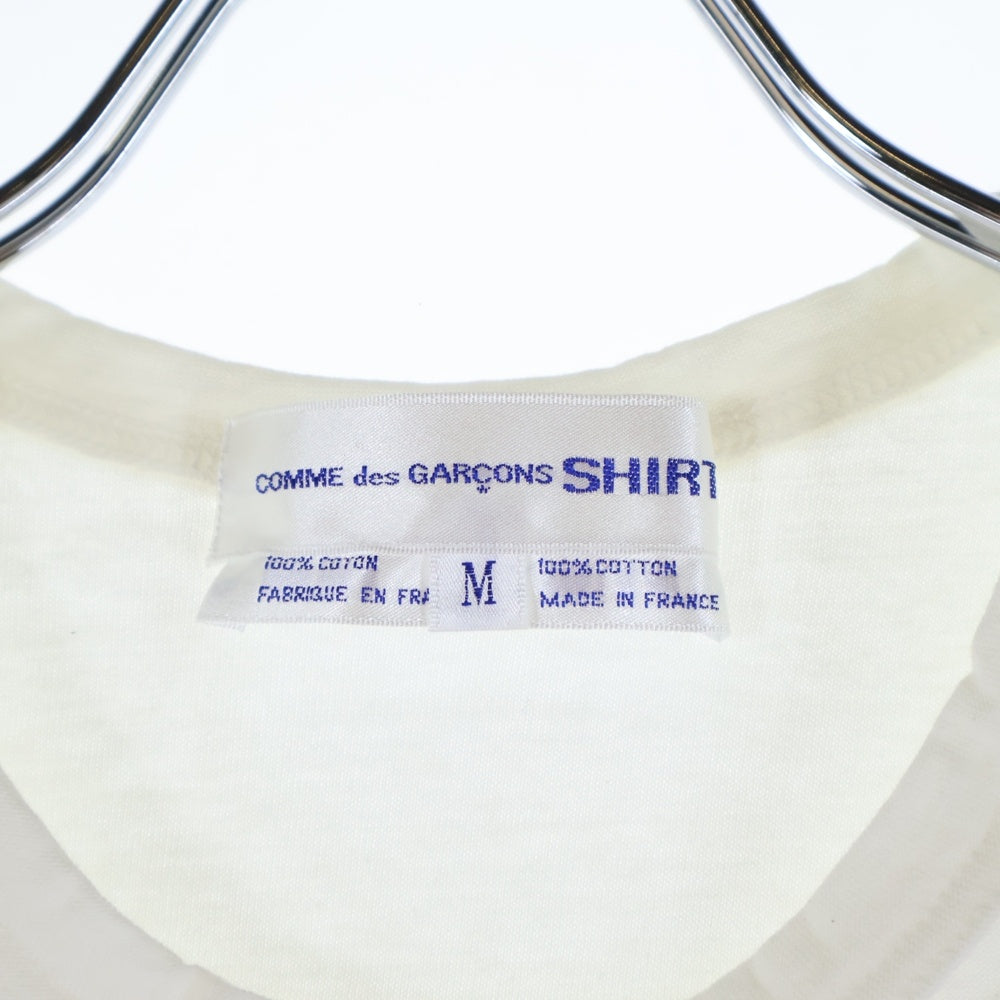 COMME des GARÇONS SHIRT
100% COTON
FABRIQUE EN FRA
M
100% COTTON
MADE IN FRANCE